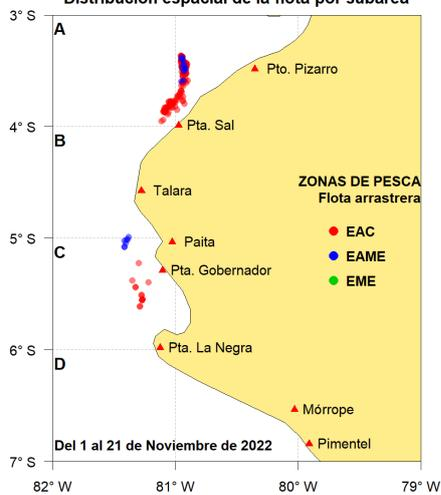 Distribución espacial de la flota por subárea
3° S
A
Pto. Pizarro
4° S
Pta. Sal
B
ZONAS DE PESCA
Flota arrastrera
Talara
EAC
5° S
Paita
C
EAME
Pta. Gobernador
EME
6° S
Pta. La Negra
D
Mórrope
Del 1 al 21 de Noviembre de 2022
Pimentel
7° S
82° W
81° W
80° W
79° W